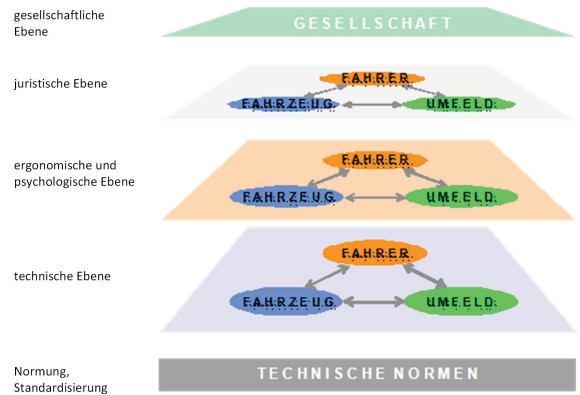 gesellschaftliche
Ebene
GESELLSCHAFT
juristische Ebene
FAHRER
FAHRZEUG
UMFELD
ergonomische und
psychologische Ebene
FAHRER
FAHRZEUG
UMFELD
technische Ebene
FAHRER
FAHRZEUG
UMFELD
Normung,
Standardisierung
TECHNISCHE NORMEN